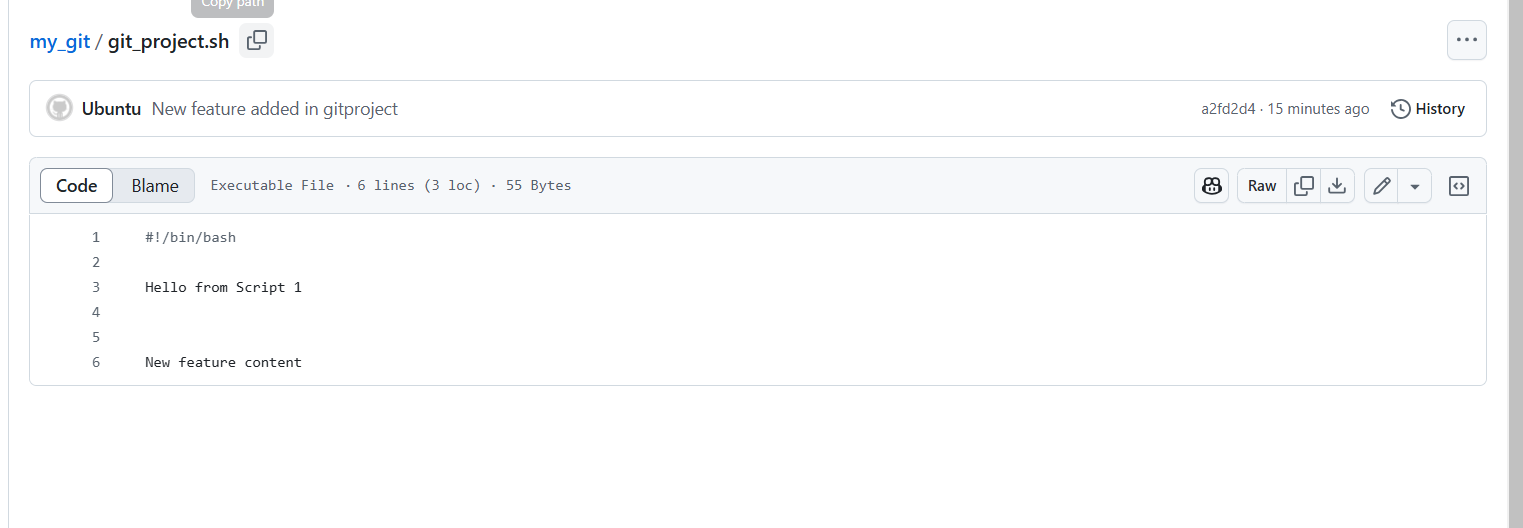 Copy path
my_git / git_project.sh
Ubuntu New feature added in gitproject a2fd2d4 · 15 minutes ago History
Code Blame Executable File · 6 lines (3 loc) · 55 Bytes Raw
1 #!/bin/bash
2
3 Hello from Script 1
4
5
6 New feature content